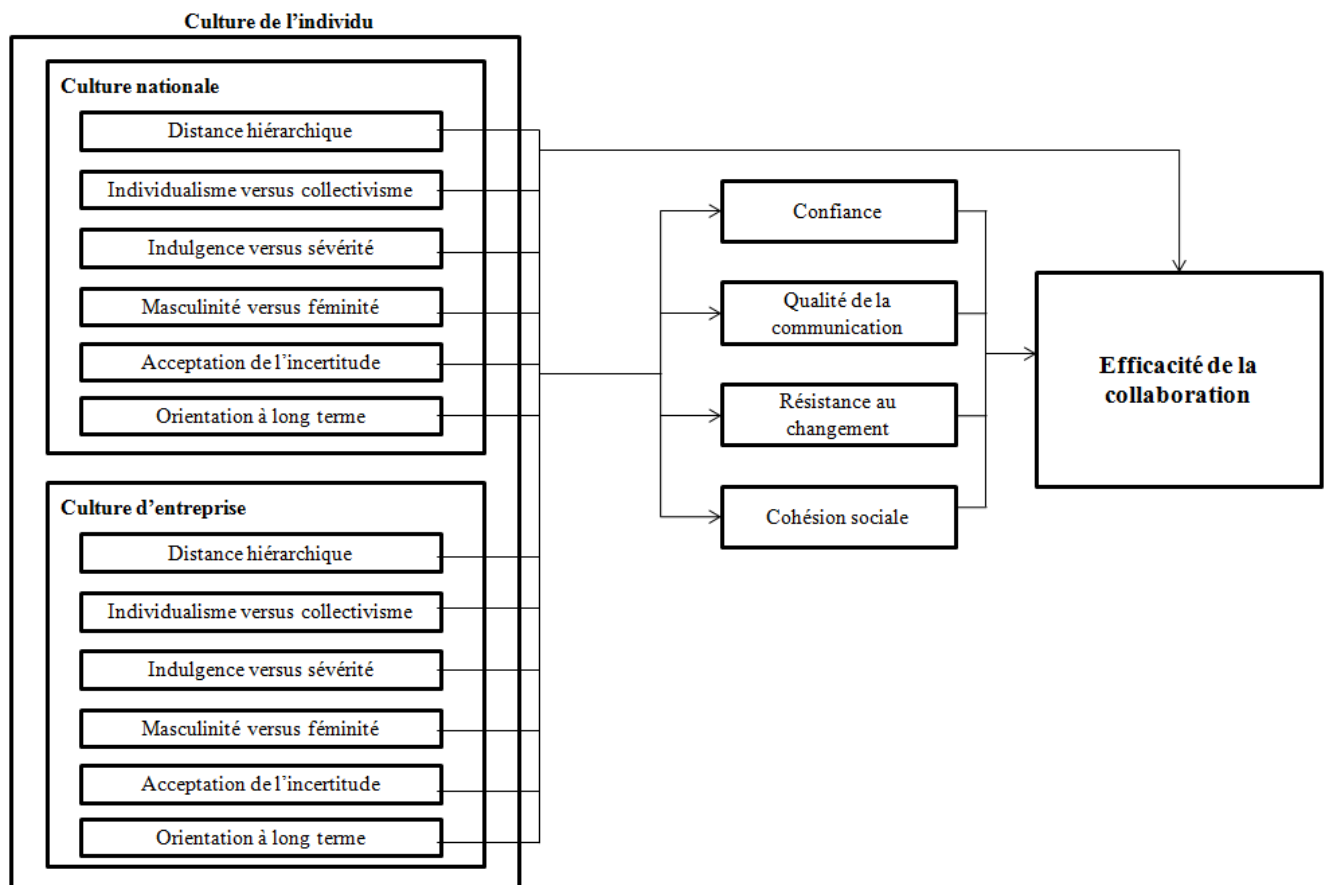 Culture de l’individu
Culture nationale
Distance hiérarchique
Individualisme versus collectivisme
Indulgence versus sévérité
Masculinité versus féminité
Acceptation de l’incertitude
Orientation à long terme
Culture d’entreprise
Distance hiérarchique
Individualisme versus collectivisme
Indulgence versus sévérité
Masculinité versus féminité
Acceptation de l’incertitude
Orientation à long terme
Confiance
Qualité de la
communication
Résistance au
changement
Cohésion sociale
Efficacité de la
collaboration